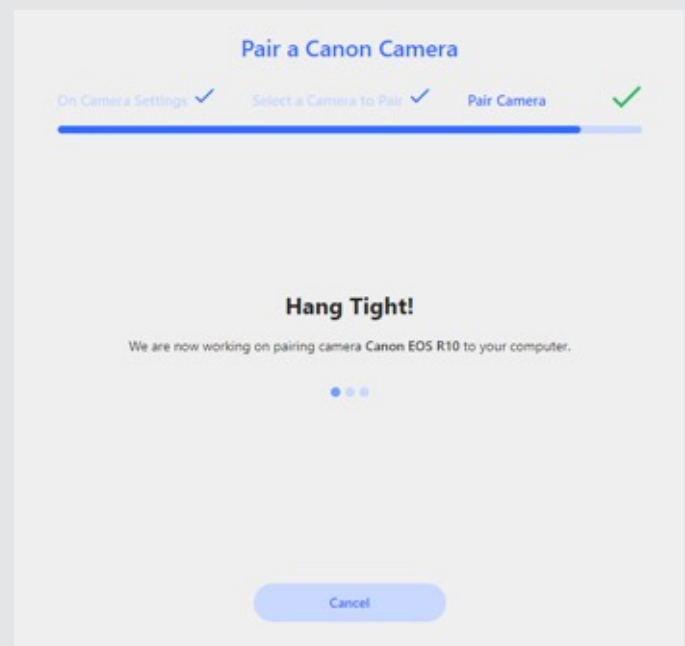 Pair a Canon Camera
On Camera Settings Select a Camera to Pair Pair Camera
Hang Tight!
We are now working on pairing camera Canon EOS R10 to your computer.
Cancel